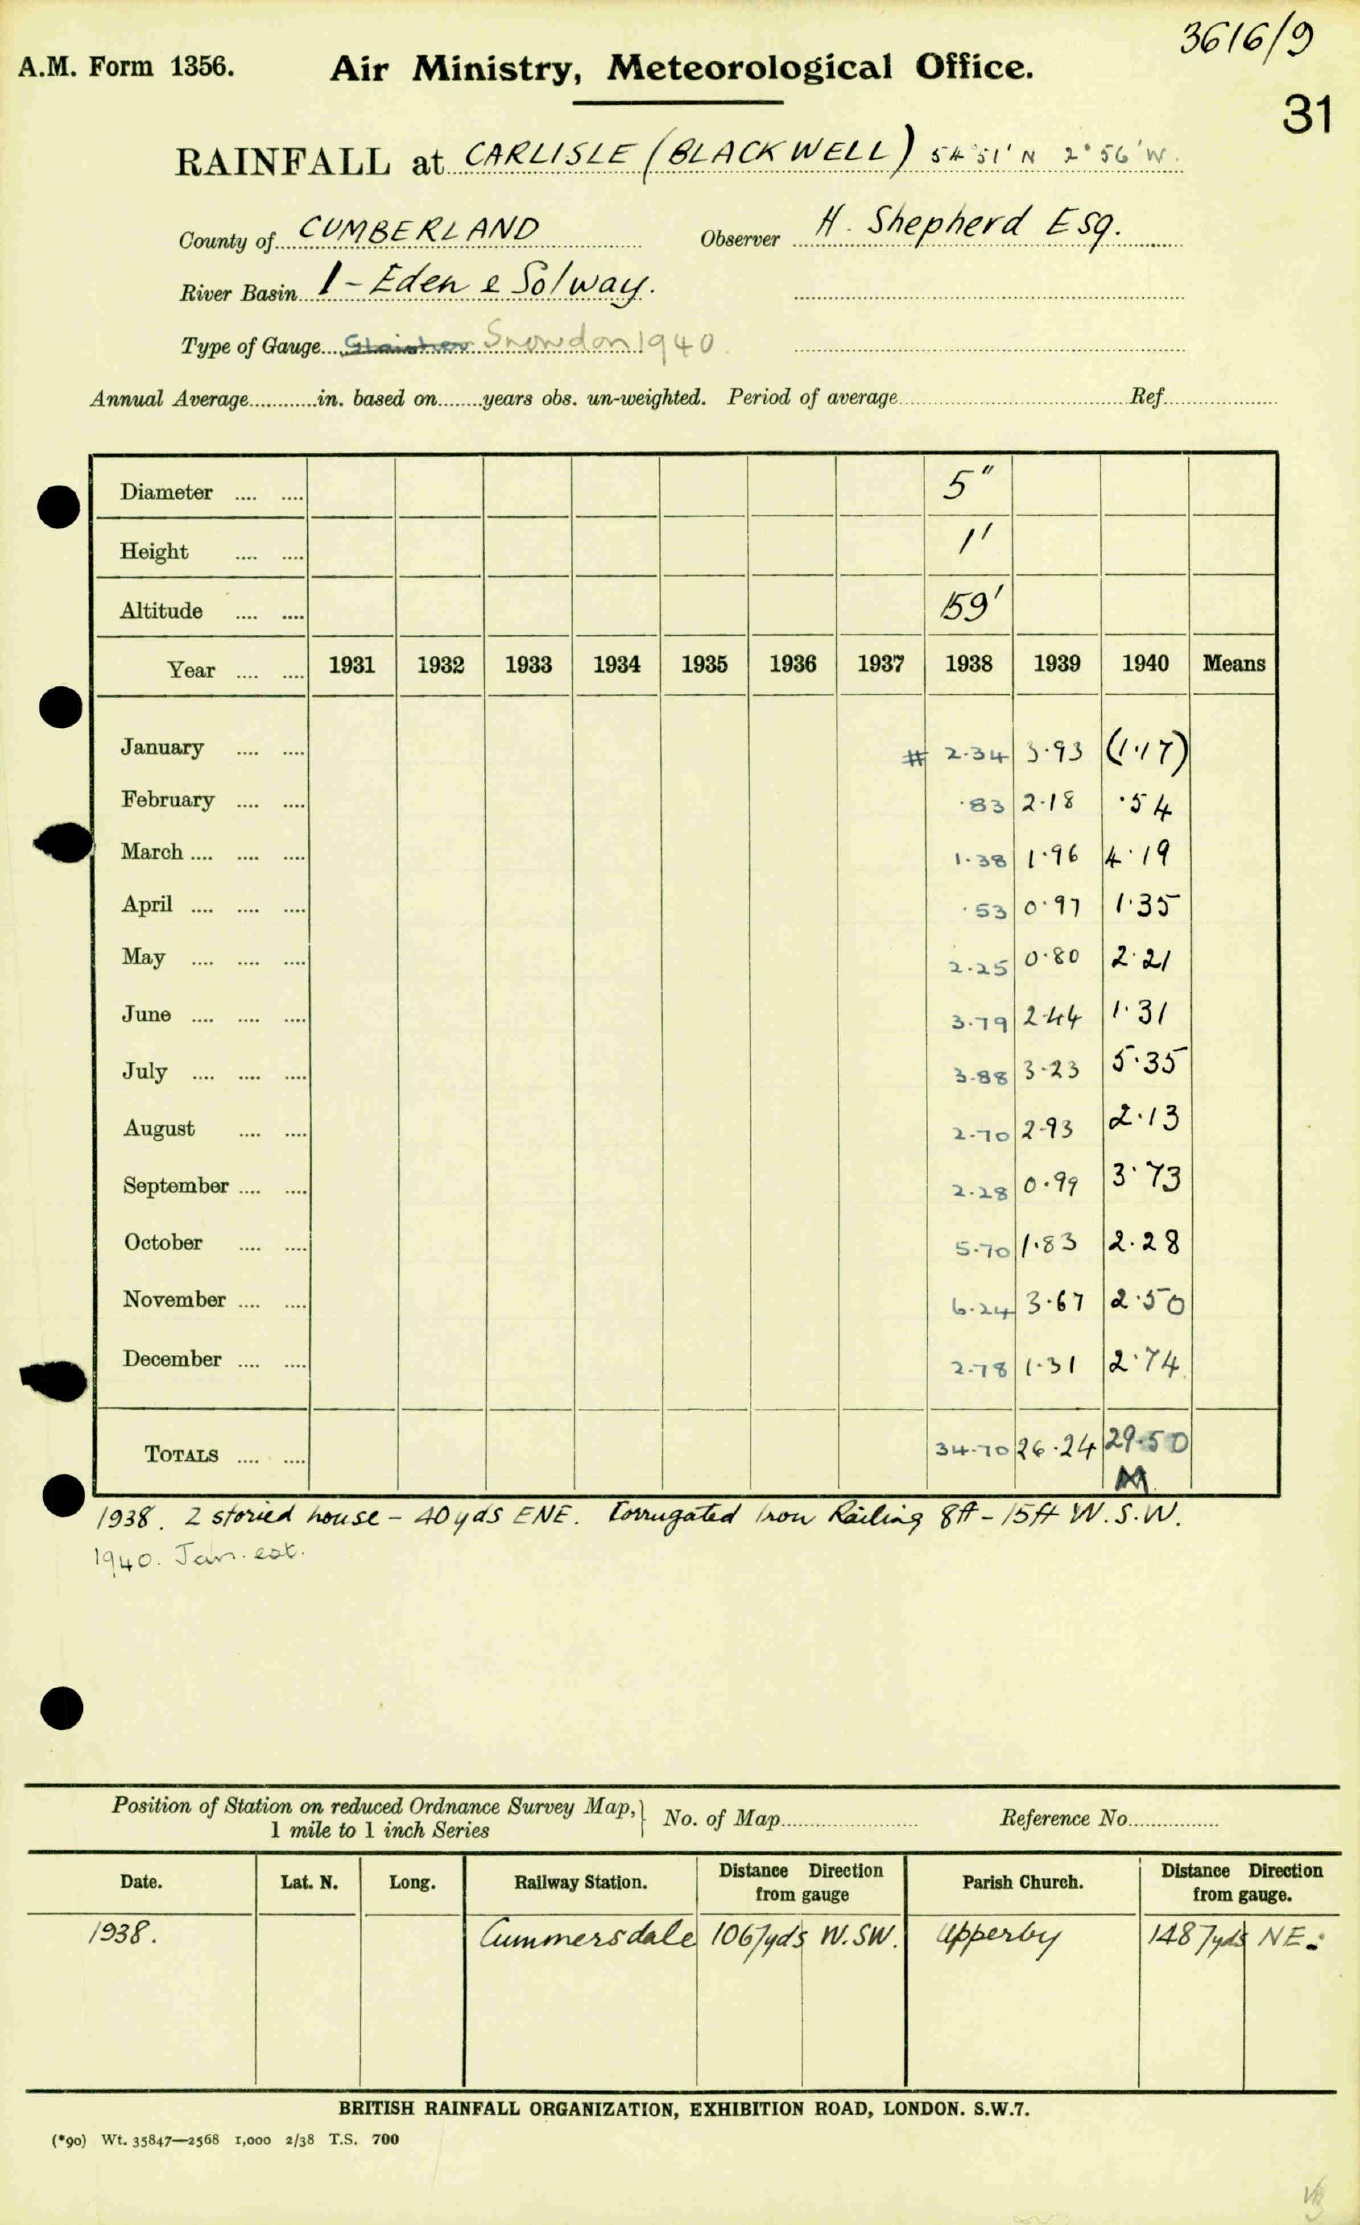 3616/9
A.M. Form 1356. Air Ministry, Meteorological Office.
31
RAINFALL at CARLISLE (BLACKWELL) 54°51'N 2°56'W.
County of CUMBERLAND Observer H. Shepherd Esq.
River Basin 1 - Eden & Solway.
Type of Gauge Glaisher Snowdon 1940
Annual Average in. based on years obs. un-weighted. Period of average Ref.
Diameter 5"
Height 1'
Altitude 159'
Year 1931 1932 1933 1934 1935 1936 1937 1938 1939 1940 Means
January # 2.34 3.93 (1.17)
February .83 2.18 .54
March 1.38 1.96 4.19
April .53 0.97 1.35
May 2.25 0.80 2.21
June 3.79 2.44 1.31
July 3.88 3.23 5.35
August 2.70 2.93 2.13
September 2.28 0.99 3.73
October 5.70 1.83 2.28
November 6.24 3.67 2.50
December 2.78 1.31 2.74
TOTALS 34.70 26.24 29.50
M
1938. 2 storied house - 40 yds ENE. Corrugated Iron Railing 8ft - 15ft W.S.W.
1940. Jan. est.
Position of Station on reduced Ordnance Survey Map, 1 mile to 1 inch Series } No. of Map Reference No.
Date. Lat. N. Long. Railway Station. Distance Direction from gauge Parish Church. Distance Direction from gauge.
1938. Cummersdale 1067yds W.SW. Upperby 1487yds NE.
BRITISH RAINFALL ORGANIZATION, EXHIBITION ROAD, LONDON. S.W.7.
(*90) Wt. 35847—2568 1,000 2/38 T.S. 700